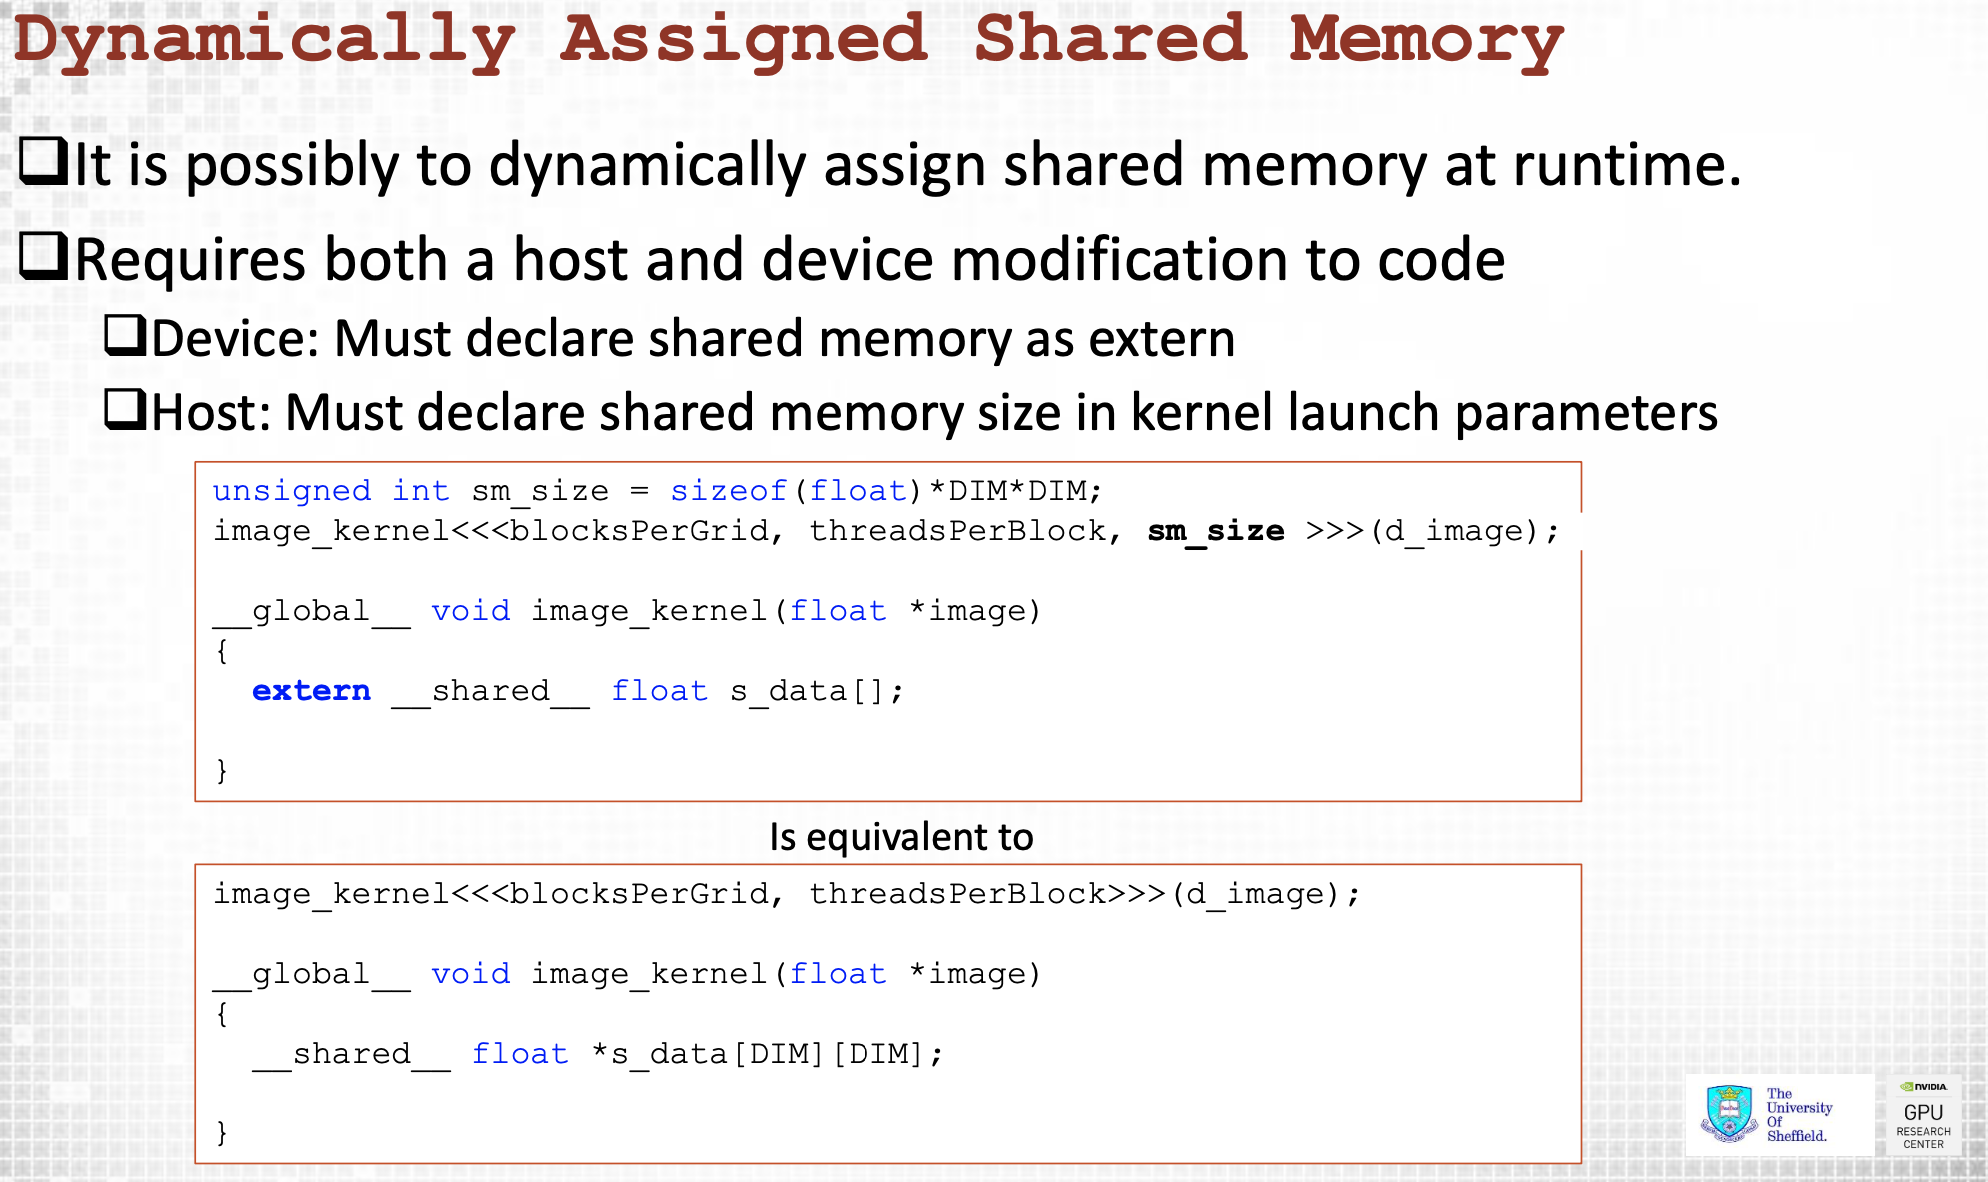 Dynamically Assigned Shared Memory
It is possibly to dynamically assign shared memory at runtime.
Requires both a host and device modification to code
Device: Must declare shared memory as extern
Host: Must declare shared memory size in kernel launch parameters
unsigned int sm_size = sizeof(float)*DIM*DIM;
image_kernel<<<blocksPerGrid, threadsPerBlock, sm_size >>>(d_image);
__global__ void image_kernel(float *image)
{
extern __shared__ float s_data[];
}
Is equivalent to
image_kernel<<<blocksPerGrid, threadsPerBlock>>>(d_image);
__global__ void image_kernel(float *image)
{
__shared__ float *s_data[DIM][DIM];
}
The
University
Of
Sheffield.
NVIDIA.
GPU
RESEARCH
CENTER